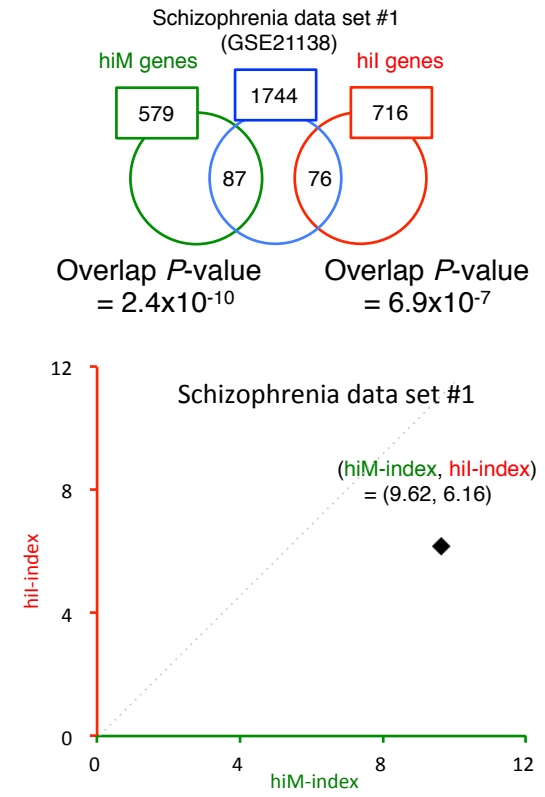 Schizophrenia data set #1
(GSE21138)
hiM genes
hiI genes
579
1744
716
87
76
Overlap P-value
= 2.4x10⁻¹⁰
Overlap P-value
= 6.9x10⁻⁷
12
Schizophrenia data set #1
(hiM-index, hiI-index)
= (9.62, 6.16)
8
hiI-index
4
0
0
4
8
12
hiM-index